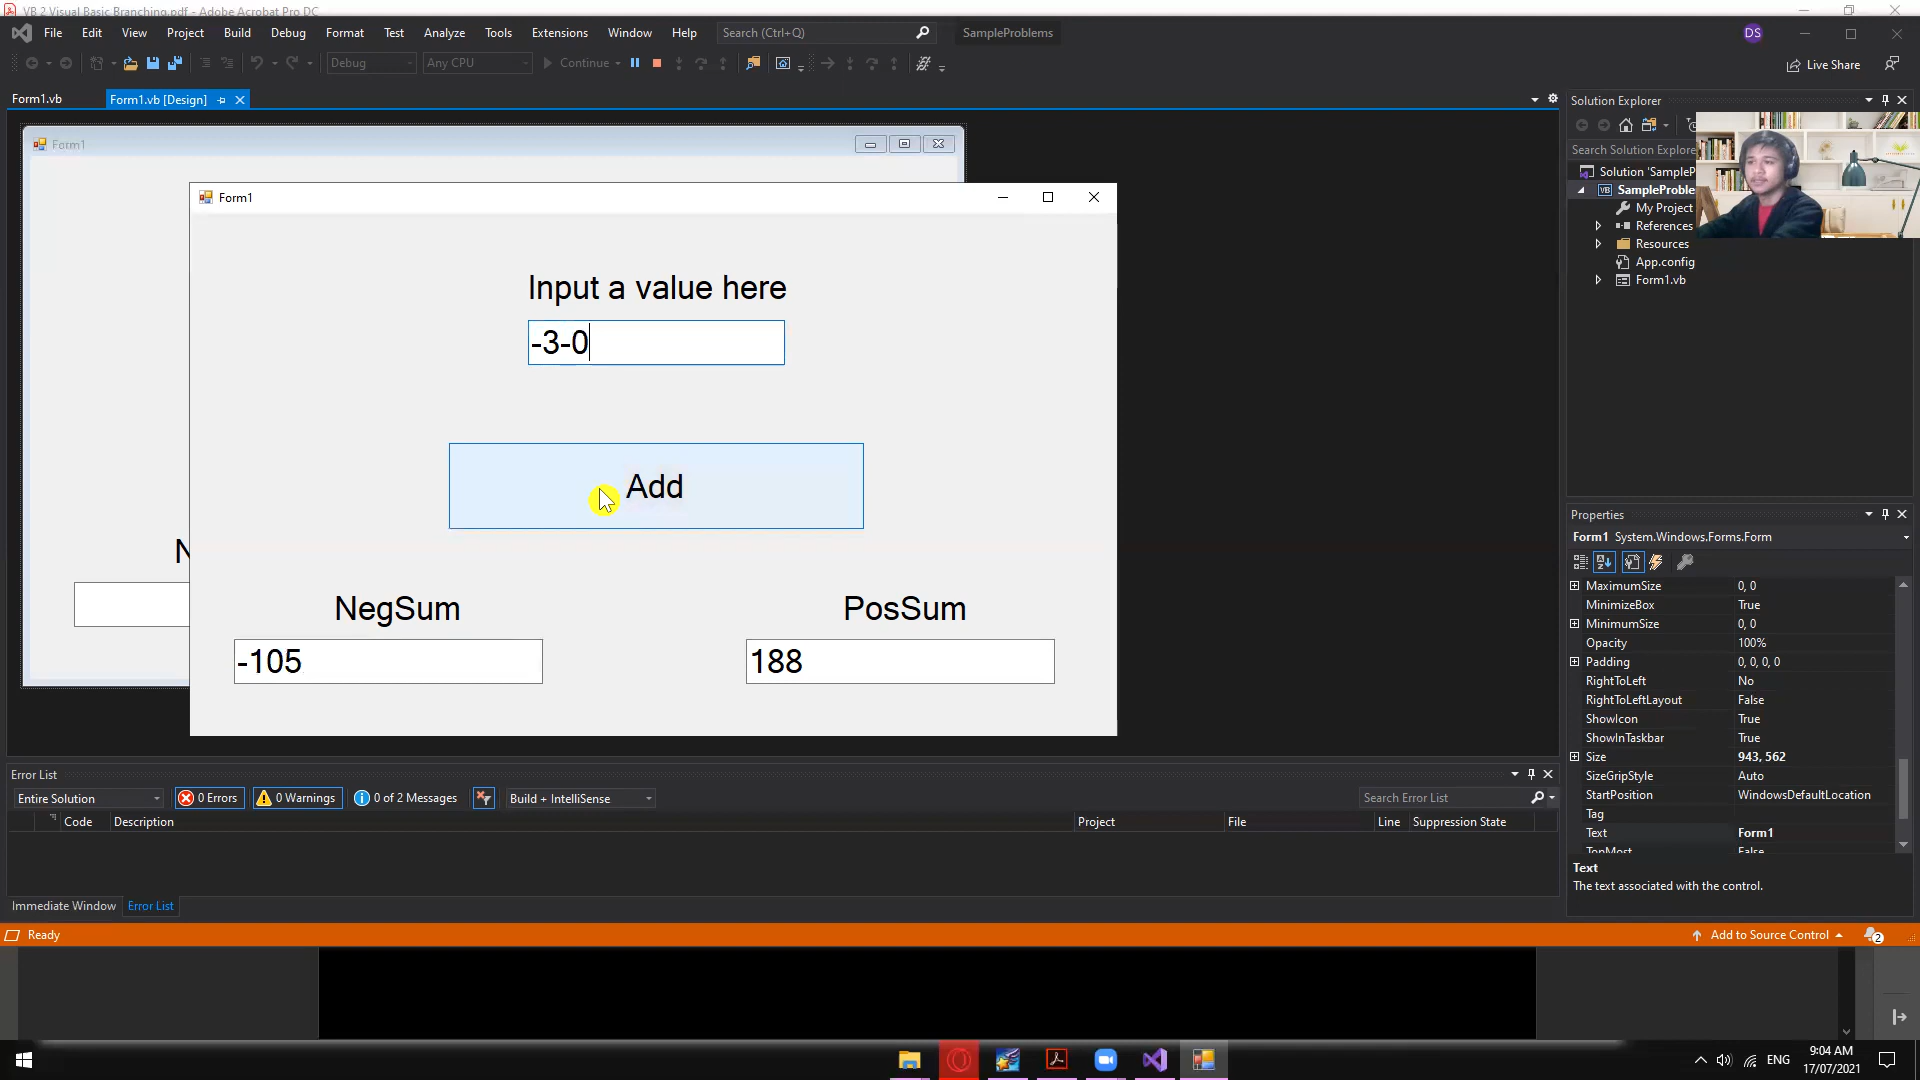 VB 2 Visual Basic Branching.pdf - Adobe Acrobat Pro DC
File Edit View Project Build Debug Format Test Analyze Tools Extensions Window Help Search (Ctrl+Q) SampleProblems DS
Debug Any CPU Continue Live Share
Form1.vb Form1.vb [Design]
Solution Explorer
Search Solution Explore
Solution 'SampleP
VB SampleProble
My Project
References
Resources
App.config
Form1.vb
Form1
N
Form1
Input a value here
-3-0
Add
NegSum PosSum
-105 188
Properties
Form1 System.Windows.Forms.Form
MaximumSize 0, 0
MinimizeBox True
MinimumSize 0, 0
Opacity 100%
Padding 0, 0, 0, 0
RightToLeft No
RightToLeftLayout False
ShowIcon True
ShowInTaskbar True
Size 943, 562
SizeGripStyle Auto
StartPosition WindowsDefaultLocation
Tag
Text Form1
TopMost False
Text
The text associated with the control.
Error List
Entire Solution 0 Errors 0 Warnings 0 of 2 Messages Build + IntelliSense Search Error List
Code Description Project File Line Suppression State
Immediate Window Error List
Ready Add to Source Control 2
ENG 9:04 AM
17/07/2021